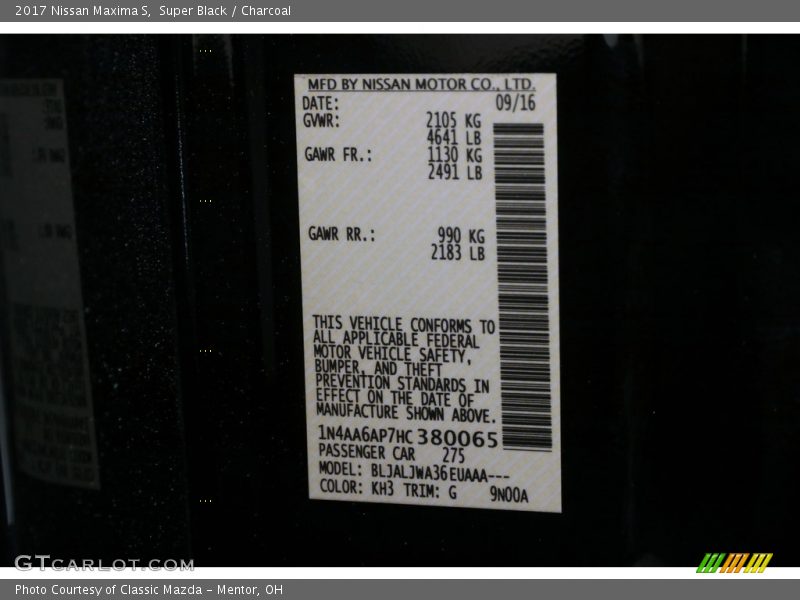 2017 Nissan Maxima S, Super Black / Charcoal
MFD BY NISSAN MOTOR CO., LTD.
DATE: 09/16
GVWR: 2105 KG
4641 LB
GAWR FR.: 1130 KG
2491 LB
GAWR RR.: 990 KG
2183 LB
THIS VEHICLE CONFORMS TO
ALL APPLICABLE FEDERAL
MOTOR VEHICLE SAFETY,
BUMPER, AND THEFT
PREVENTION STANDARDS IN
EFFECT ON THE DATE OF
MANUFACTURE SHOWN ABOVE.
1N4AA6AP7HC380065
PASSENGER CAR 275
MODEL: BLJALJWA36EUAAA---
COLOR: KH3 TRIM: G 9N00A
GTCARLOT.COM
Photo Courtesy of Classic Mazda - Mentor, OH